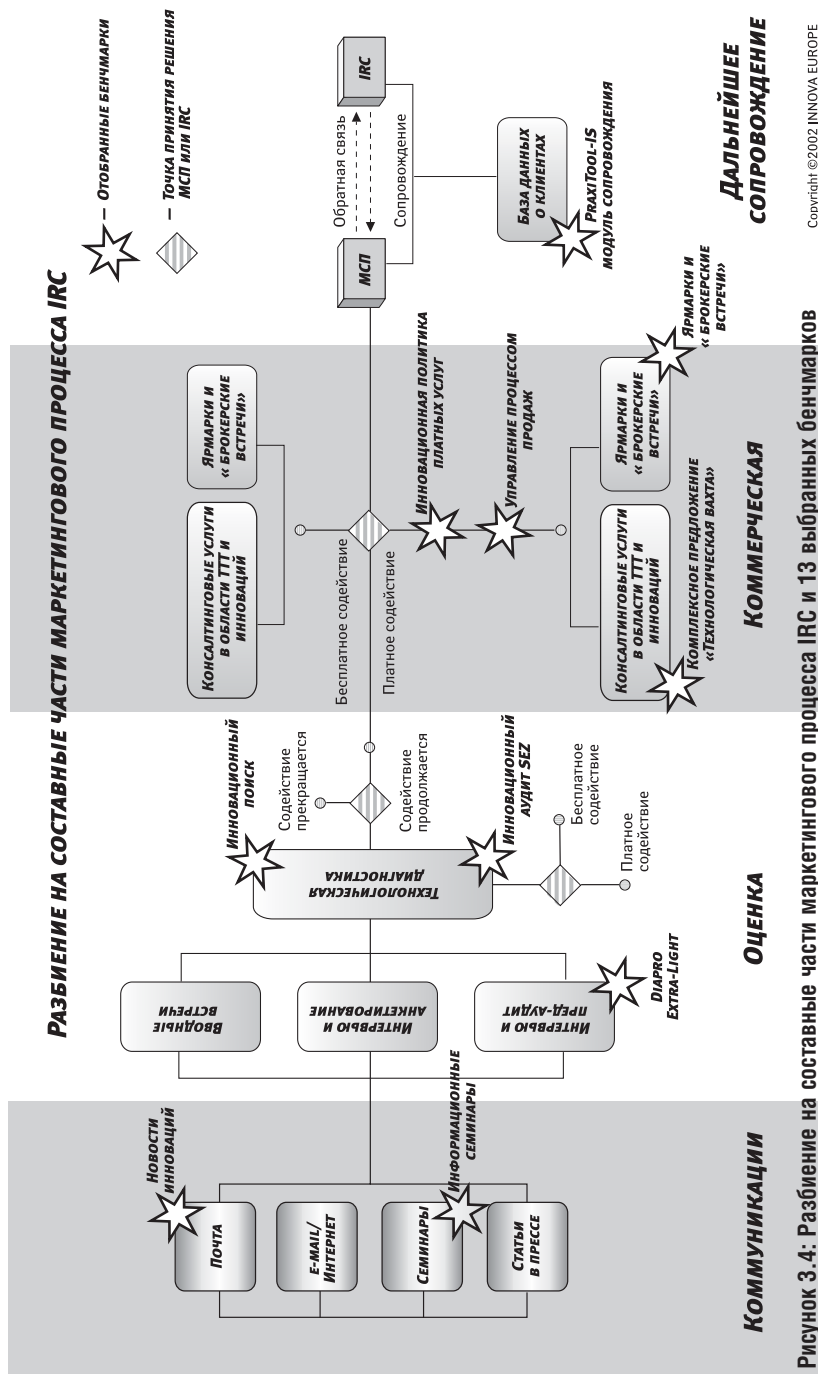 РАЗБИЕНИЕ НА СОСТАВНЫЕ ЧАСТИ МАРКЕТИНГОВОГО ПРОЦЕССА IRC
— ОТОБРАННЫЕ БЕНЧМАРКИ
— ТОЧКА ПРИНЯТИЯ РЕШЕНИЯ
МСП ИЛИ IRC
НОВОСТИ
ИННОВАЦИЙ
ПОЧТА
E-MAIL/
ИНТЕРНЕТ
СЕМИНАРЫ
ИНФОРМАЦИОННЫЕ
СЕМИНАРЫ
СТАТЬИ
В ПРЕССЕ
КОММУНИКАЦИИ
ВВОДНЫЕ
ВСТРЕЧИ
ИНТЕРВЬЮ И
АНКЕТИРОВАНИЕ
ИНТЕРВЬЮ И
ПРЕД-АУДИТ
DIAPRO
EXTRA-LIGHT
ИННОВАЦИОННЫЙ
ПОИСК
ТЕХНОЛОГИЧЕСКАЯ
ДИАГНОСТИКА
ИННОВАЦИОННЫЙ
АУДИТ SEZ
Содействие
прекращается
Содействие
продолжается
Бесплатное
содействие
Платное
содействие
ОЦЕНКА
КОНСАЛТИНГОВЫЕ УСЛУГИ
В ОБЛАСТИ ТТТ И
ИННОВАЦИЙ
ЯРМАРКИ И
« БРОКЕРСКИЕ
ВСТРЕЧИ»
Бесплатное содействие
Платное содействие
ИННОВАЦИОННАЯ ПОЛИТИКА
ПЛАТНЫХ УСЛУГ
УПРАВЛЕНИЕ ПРОЦЕССОМ
ПРОДАЖ
КОНСАЛТИНГОВЫЕ УСЛУГИ
В ОБЛАСТИ ТТТ И
ИННОВАЦИЙ
ЯРМАРКИ И
« БРОКЕРСКИЕ
ВСТРЕЧИ»
КОМПЛЕКСНОЕ ПРЕДЛОЖЕНИЕ
«ТЕХНОЛОГИЧЕСКАЯ ВАХТА»
ЯРМАРКИ И
« БРОКЕРСКИЕ
ВСТРЕЧИ»
КОММЕРЧЕСКАЯ
МСП
Обратная связь
Сопровождение
IRC
БАЗА ДАННЫХ
О КЛИЕНТАХ
PRAXITOOL-IS
МОДУЛЬ СОПРОВОЖДЕНИЯ
ДАЛЬНЕЙШЕЕ
СОПРОВОЖДЕНИЕ
Copyright ©2002 INNOVA EUROPE
Рисунок 3.4: Разбиение на составные части маркетингового процесса IRC и 13 выбранных бенчмарков